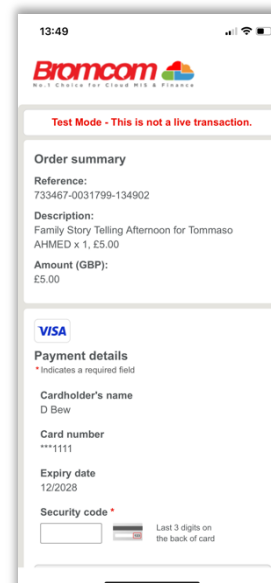 13:49
Bromcom
No.1 Choice for Cloud MIS & Finance
Test Mode - This is not a live transaction.
Order summary
Reference:
733467-0031799-134902
Description:
Family Story Telling Afternoon for Tommaso
AHMED x 1, £5.00
Amount (GBP):
£5.00
VISA
Payment details
* Indicates a required field
Cardholder's name
D Bew
Card number
***1111
Expiry date
12/2028
Security code *
Last 3 digits on
the back of card